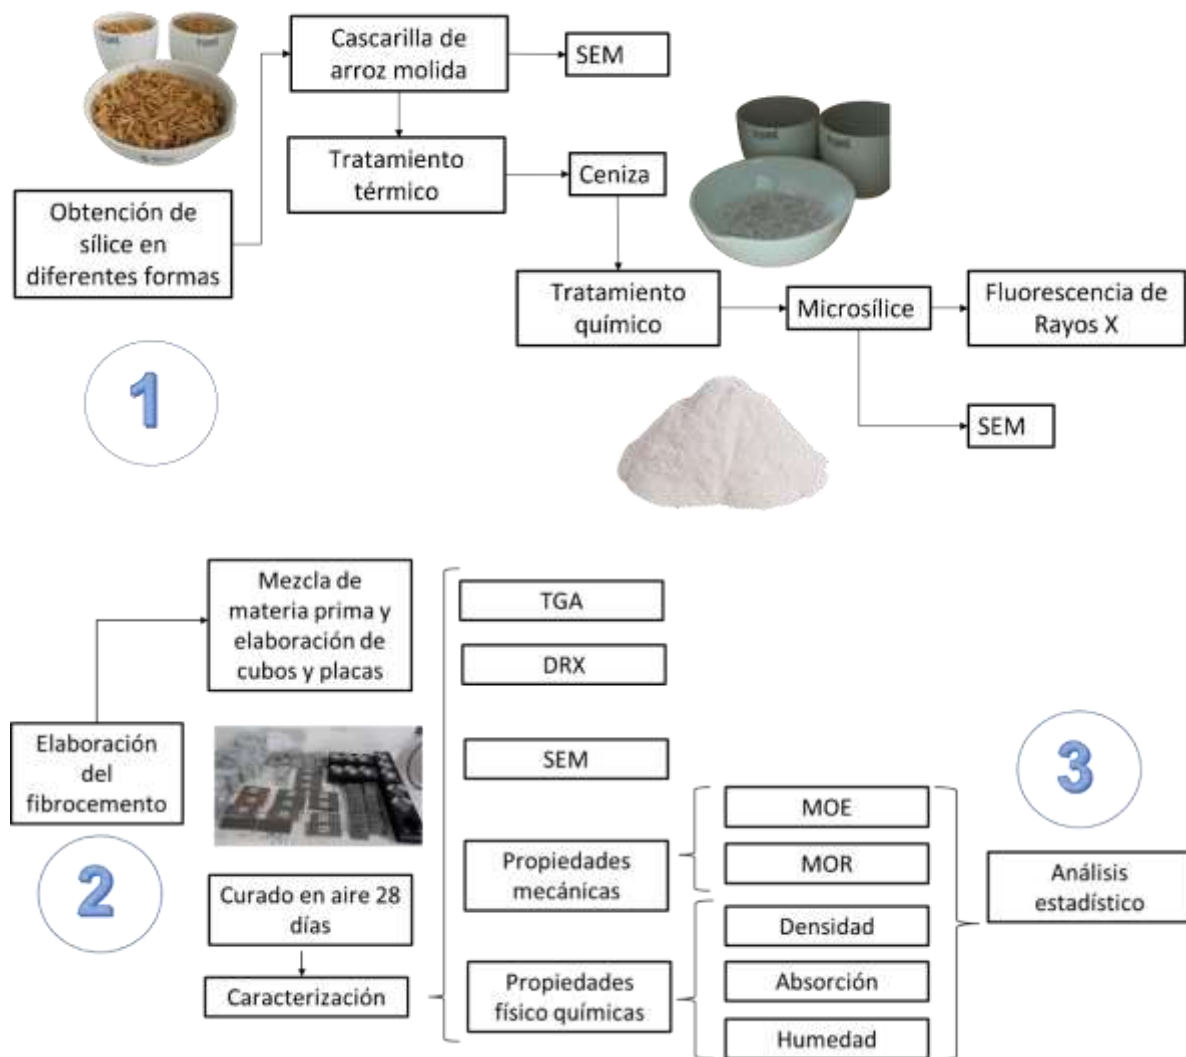 Cascarilla de
arroz molida
SEM
Tratamiento
térmico
Ceniza
Obtención de
sílice en
diferentes formas
Tratamiento
químico
Microsílice
Fluorescencia de
Rayos X
SEM
1
Mezcla de
materia prima y
elaboración de
cubos y placas
TGA
DRX
SEM
Elaboración
del
fibrocemento
2
Curado en aire 28
días
Caracterización
Propiedades
mecánicas
MOE
MOR
Propiedades
físico químicas
Densidad
Absorción
Humedad
3
Análisis
estadístico